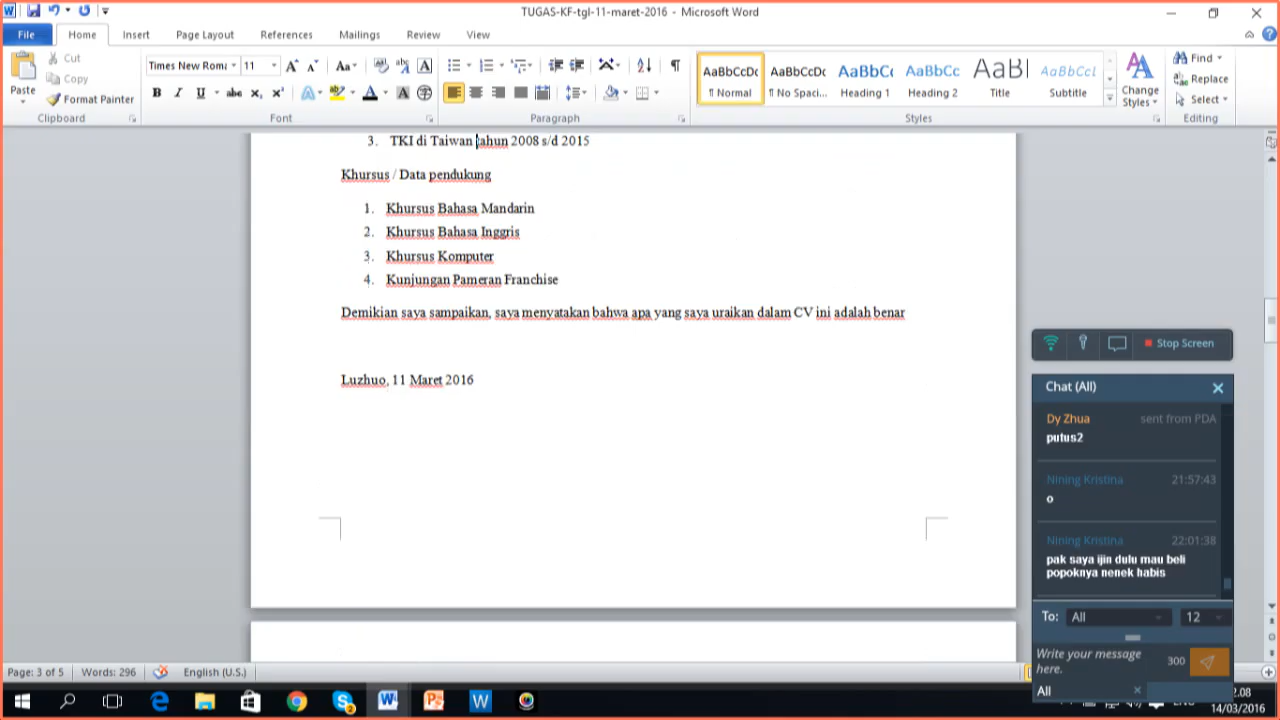 TUGAS-KF-tgl-11-maret-2016 - Microsoft Word
File Home Insert Page Layout References Mailings Review View
Paste
Cut
Copy
Format Painter
Clipboard
Times New Roma 11
Font
Paragraph
AaBbCcDc AaBbCcDc AaBbCc AaBbCc AaBl AaBbCcI
¶ Normal ¶ No Spaci... Heading 1 Heading 2 Title Subtitle
Change Styles
Styles
Find
Replace
Select
Editing
3. TKI di Taiwan tahun 2008 s/d 2015
Khursus / Data pendukung
1. Khursus Bahasa Mandarin
2. Khursus Bahasa Inggris
3. Khursus Komputer
4. Kunjungan Pameran Franchise
Demikian saya sampaikan, saya menyatakan bahwa apa yang saya uraikan dalam CV ini adalah benar
Luzhuo, 11 Maret 2016
Stop Screen
Chat (All)
Dy Zhua sent from PDA
putus2
Nining Kristina 21:57:43
o
Nining Kristina 22:01:38
pak saya ijin dulu mau beli
popoknya nenek habis
To: All 12
Write your message
here.
300
All
Page: 3 of 5 Words: 296 English (U.S.)
2.08
14/03/2016